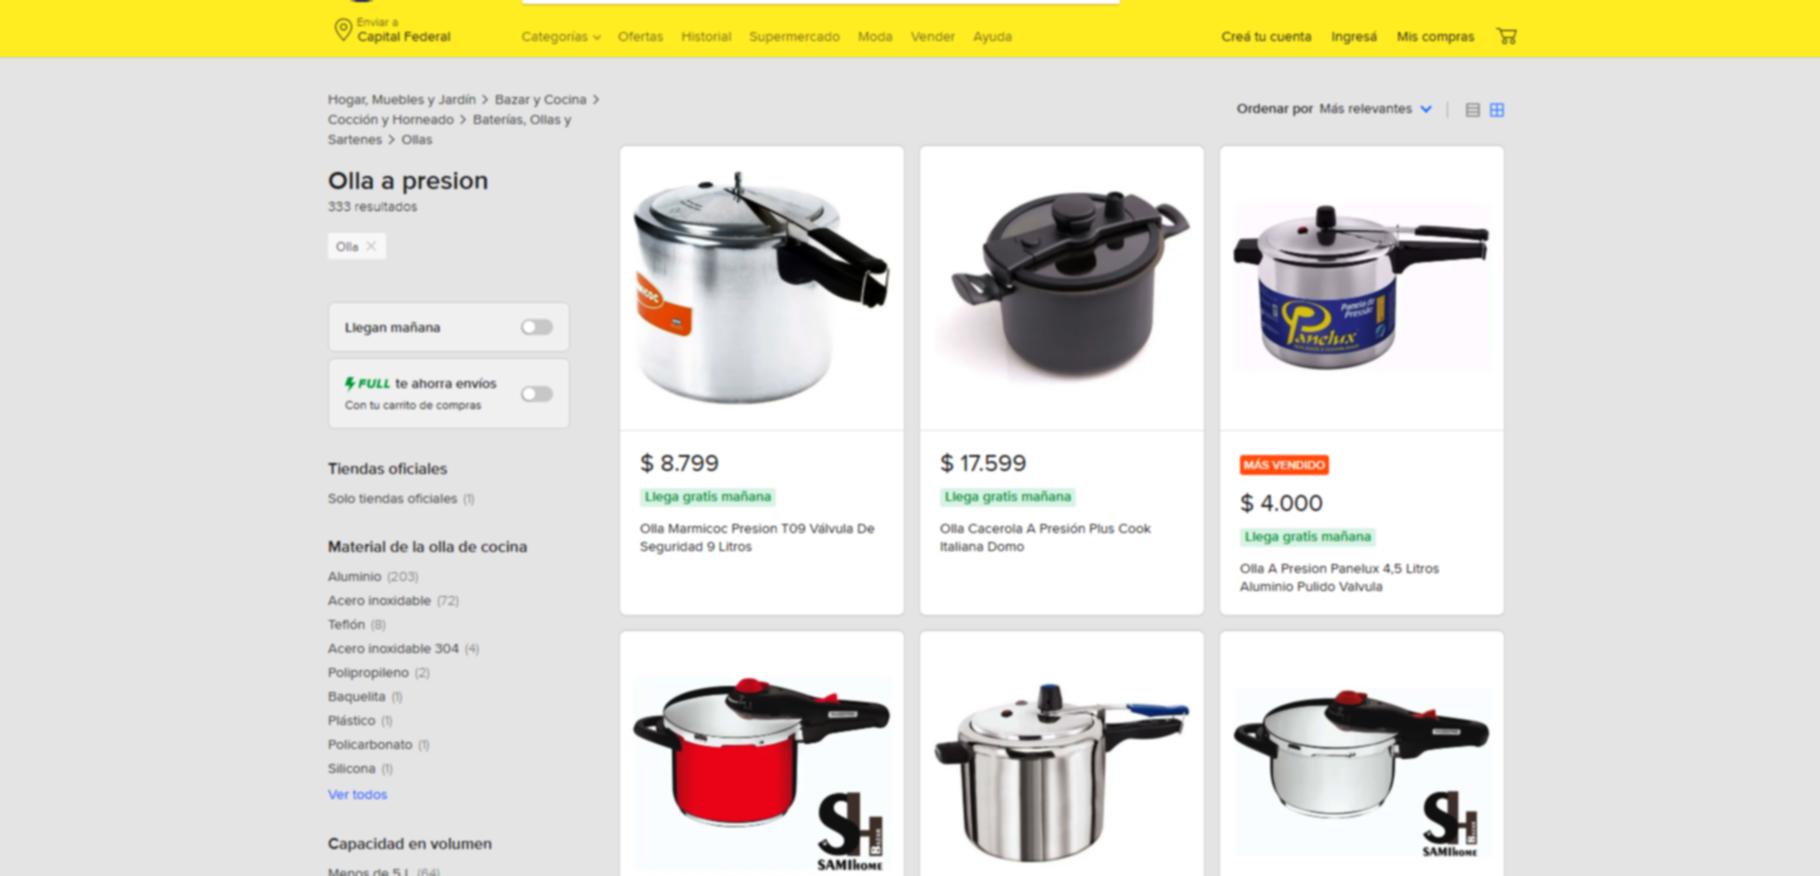 Enviar a
Capital Federal
Categorías
Ofertas
Historial
Supermercado
Moda
Vender
Ayuda
Creá tu cuenta
Ingresá
Mis compras
Hogar, Muebles y Jardín > Bazar y Cocina >
Cocción y Horneado > Baterías, Ollas y
Sartenes > Ollas
Ordenar por Más relevantes
Olla a presion
333 resultados
Olla
Llegan mañana
FULL te ahorra envíos
Con tu carrito de compras
Tiendas oficiales
Solo tiendas oficiales (1)
Material de la olla de cocina
Aluminio (203)
Acero inoxidable (72)
Teflón (8)
Acero inoxidable 304 (4)
Polipropileno (2)
Baquelita (1)
Plástico (1)
Policarbonato (1)
Silicona (1)
Ver todos
Capacidad en volumen
Menos de 5 L (64)
$ 8.799
Llega gratis mañana
Olla Marmicoc Presion T09 Válvula De
Seguridad 9 Litros
$ 17.599
Llega gratis mañana
Olla Cacerola A Presión Plus Cook
Italiana Domo
Panela de
Pressão
Panelux
MÁS VENDIDO
$ 4.000
Llega gratis mañana
Olla A Presion Panelux 4,5 Litros
Aluminio Pulido Valvula
SH
BAZAR
SAMIHOME
SH
BAZAR
SAMIHOME